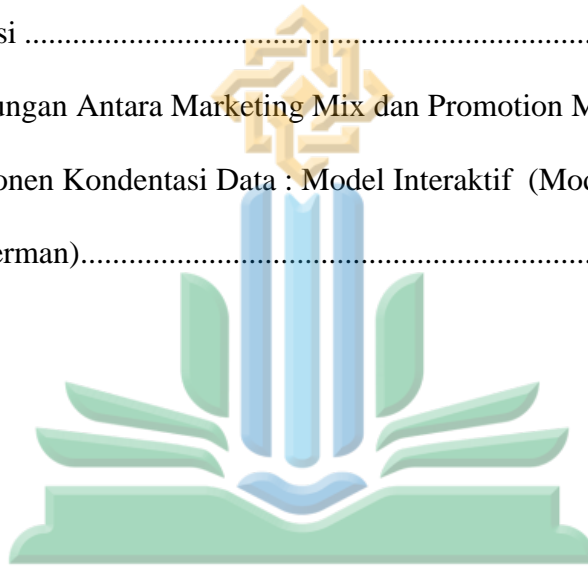 si ......................................................................
ungan Antara Marketing Mix dan Promotion M
onen Kondentasi Data : Model Interaktif (Mod
erman)...............................................................